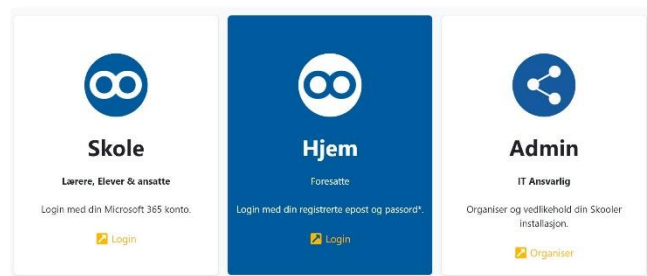 Skole
Lærere, Elever & ansatte
Login med din Microsoft 365 konto.
Login
Hjem
Foresatte
Login med din registrerte epost og passord*.
Login
Admin
IT Ansvarlig
Organiser og vedlikehold din Skooler
installasjon.
Organiser